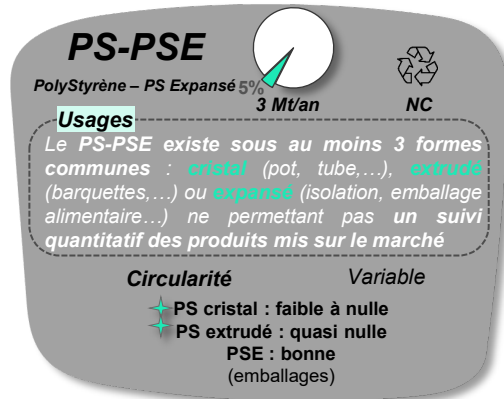 PS-PSE
PolyStyrène – PS Expansé
5%
3 Mt/an
NC
Usages
Le PS-PSE existe sous au moins 3 formes
communes : cristal (pot, tube,…), extrudé
(barquettes,…) ou expansé (isolation, emballage
alimentaire…) ne permettant pas un suivi
quantitatif des produits mis sur le marché
Circularité
Variable
PS cristal : faible à nulle
PS extrudé : quasi nulle
PSE : bonne
(emballages)